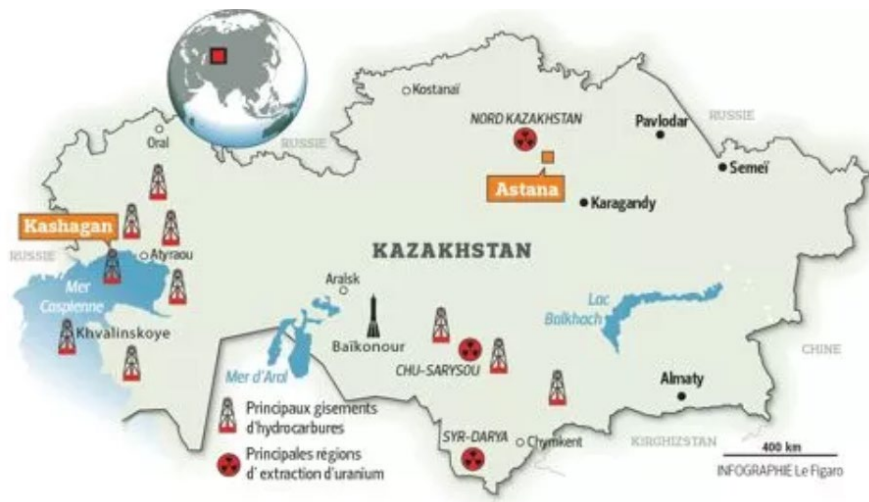 Kostanaï
NORD KAZAKHSTAN
RUSSIE
Pavlodar
Oral
RUSSIE
Semeï
Astana
Karagandy
Kashagan
RUSSIE
Atyraou
KAZAKHSTAN
Mer
Caspienne
Aralsk
Lac
Balkhach
Khvalinskoye
Baïkonour
CHINE
CHU-SARYSOU
Mer d'Aral
Almaty
Principaux gisements
d'hydrocarbures
SYR-DARYA
Chymkent
KIRGHIZSTAN
400 km
Principales régions
d'extraction d'uranium
INFOGRAPHIE Le Figaro